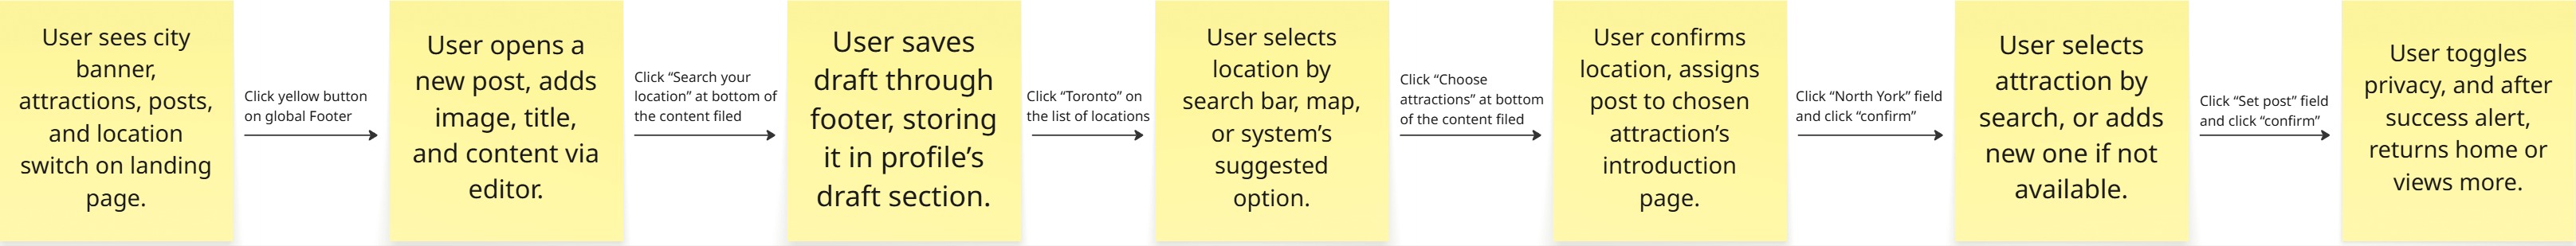 User sees city
banner,
attractions, posts,
and location
switch on landing
page.
Click yellow button
on global Footer
User opens a
new post, adds
image, title,
and content via
editor.
Click “Search your
location” at bottom of
the content filed
User saves
draft through
footer, storing
it in profile’s
draft section.
Click “Toronto” on
the list of locations
User selects
location by
search bar, map,
or system’s
suggested
option.
Click “Choose
attractions” at bottom
of the content filed
User confirms
location, assigns
post to chosen
attraction’s
introduction
page.
Click “North York” field
and click “confirm”
User selects
attraction by
search, or adds
new one if not
available.
Click “Set post” field
and click “confirm”
User toggles
privacy, and after
success alert,
returns home or
views more.